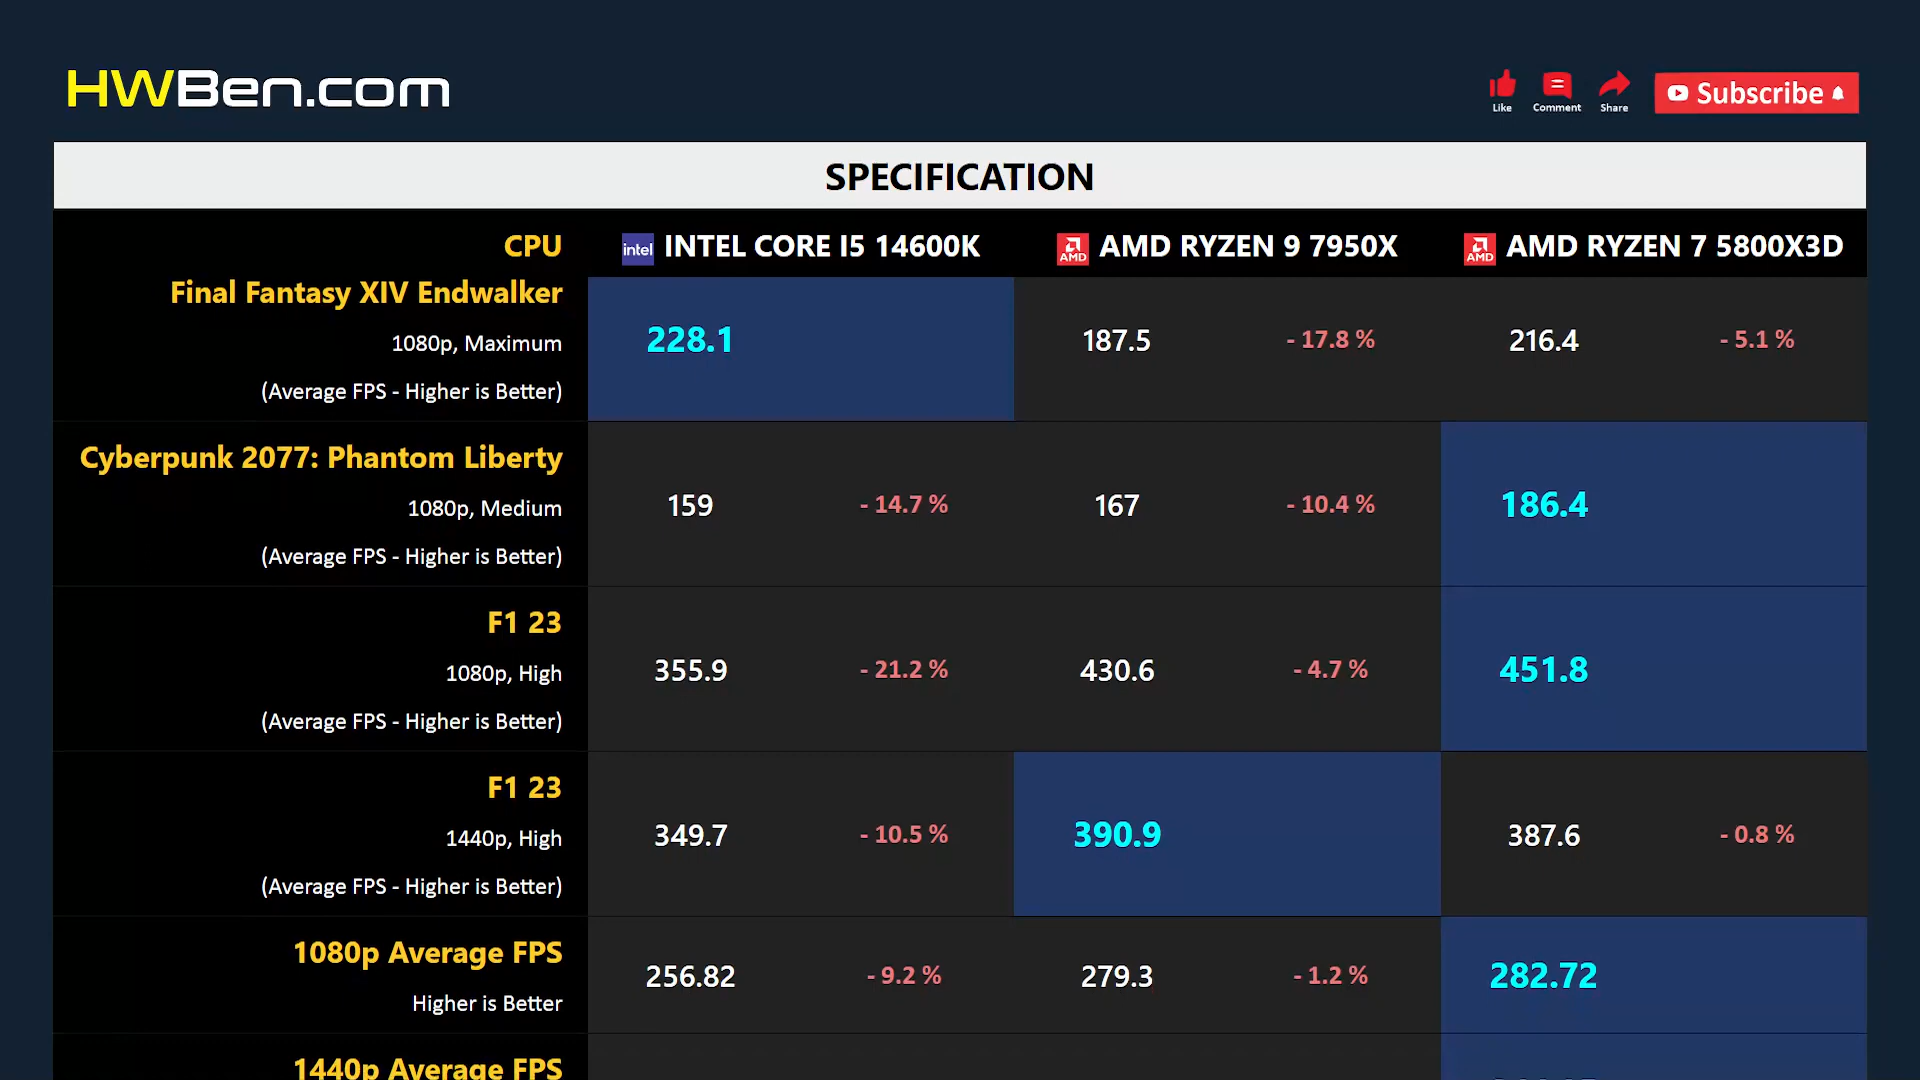 HWBen.com
Like
Comment
Share
Subscribe
SPECIFICATION
CPU
intel INTEL CORE I5 14600K
AMD AMD RYZEN 9 7950X
AMD AMD RYZEN 7 5800X3D
Final Fantasy XIV Endwalker
1080p, Maximum
(Average FPS - Higher is Better)
228.1
187.5 - 17.8 %
216.4 - 5.1 %
Cyberpunk 2077: Phantom Liberty
1080p, Medium
(Average FPS - Higher is Better)
159 - 14.7 %
167 - 10.4 %
186.4
F1 23
1080p, High
(Average FPS - Higher is Better)
355.9 - 21.2 %
430.6 - 4.7 %
451.8
F1 23
1440p, High
(Average FPS - Higher is Better)
349.7 - 10.5 %
390.9
387.6 - 0.8 %
1080p Average FPS
Higher is Better
256.82 - 9.2 %
279.3 - 1.2 %
282.72
1440p Average FPS